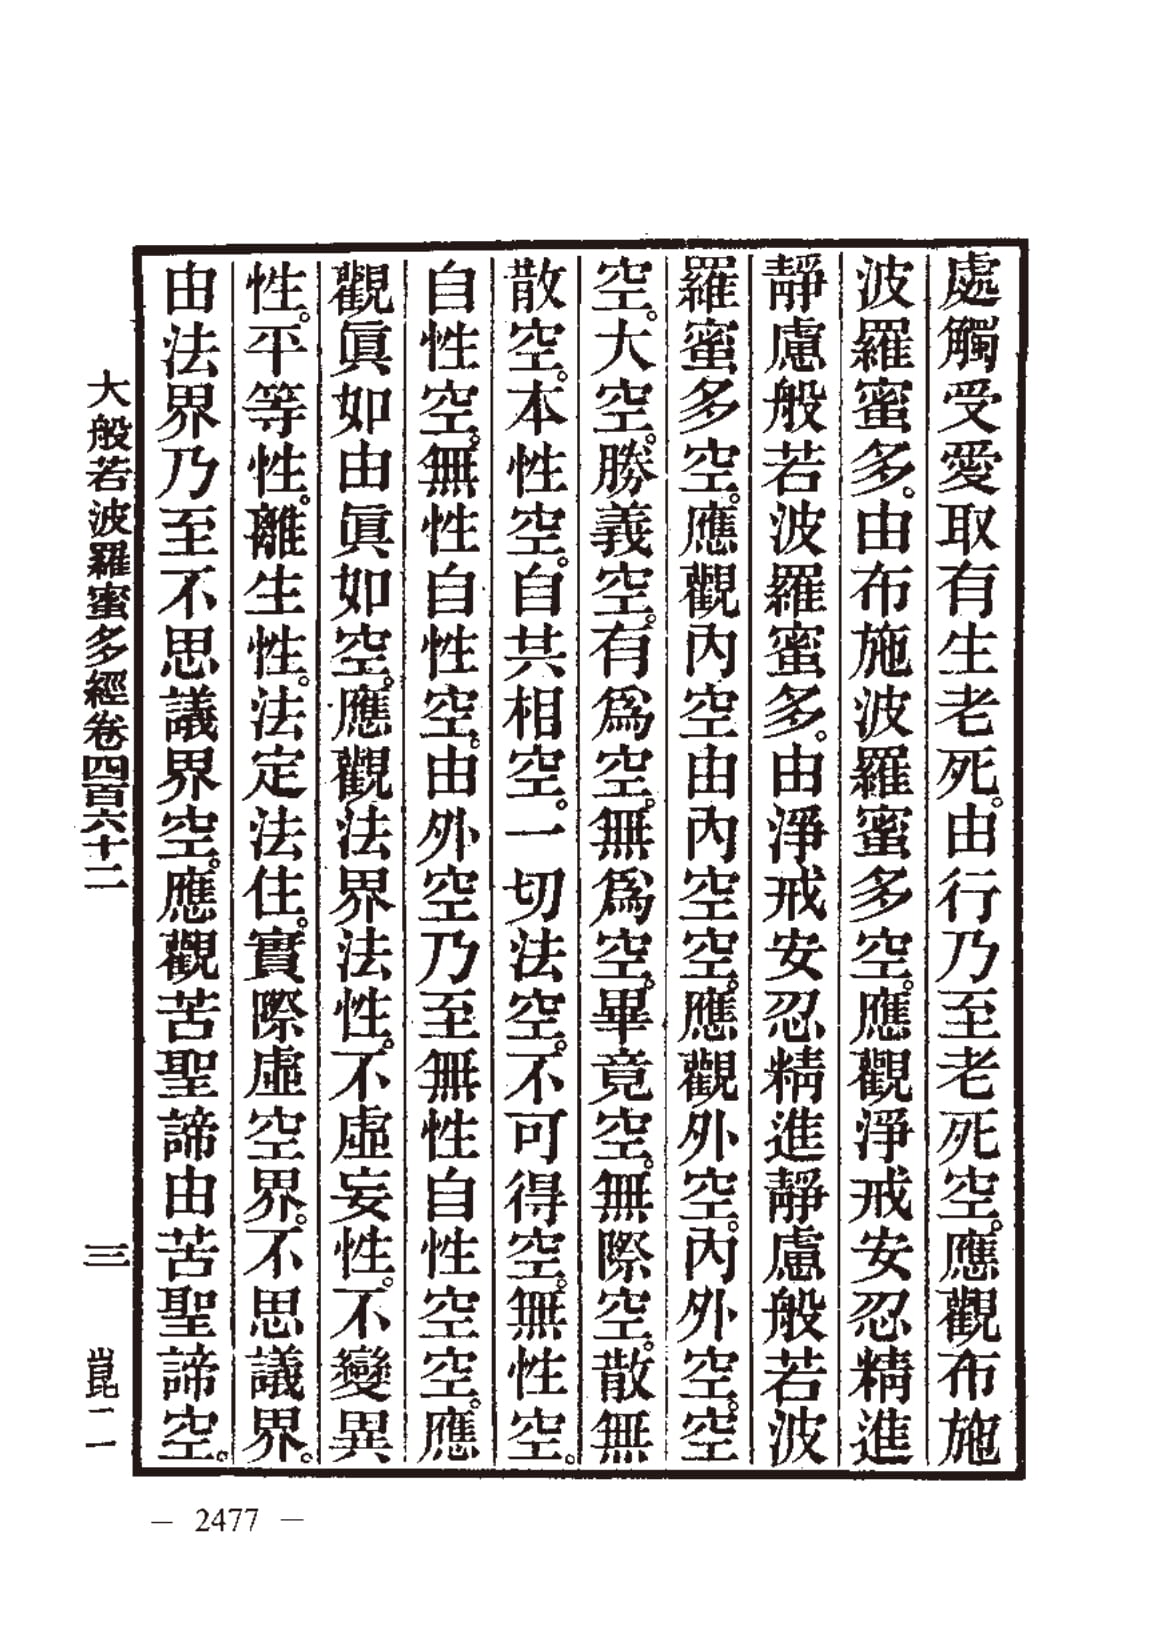 處觸受愛取有生老死。由行乃至老死空。應觀布施
波羅蜜多。由布施波羅蜜多空。應觀淨戒安忍精進
靜慮般若波羅蜜多。由淨戒安忍精進靜慮般若波
羅蜜多空。應觀內空由內空空。應觀外空。內外空。空
空。大空。勝義空。有爲空。無爲空。畢竟空。無際空。散無
散空。本性空。自共相空。一切法空。不可得空。無性空。
自性空。無性自性空。由外空乃至無性自性空空。應
觀眞如由眞如空。應觀法界法性。不虛妄性。不變異
性。平等性。離生性。法定法住。實際虛空界。不思議界。
由法界乃至不思議界空。應觀苦聖諦由苦聖諦空。
大般若波羅蜜多經卷四百六十二 三 崑二一
— 2477 —